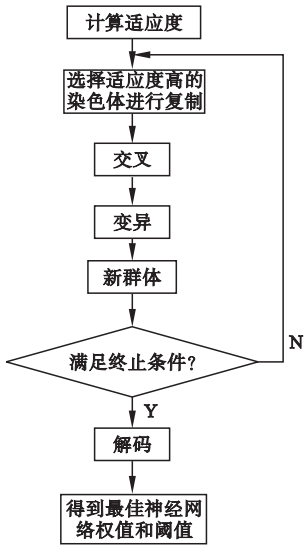 计算适应度
选择适应度高的
染色体进行复制
交叉
变异
新群体
满足终止条件?
N
Y
解码
得到最佳神经网
络权值和阈值